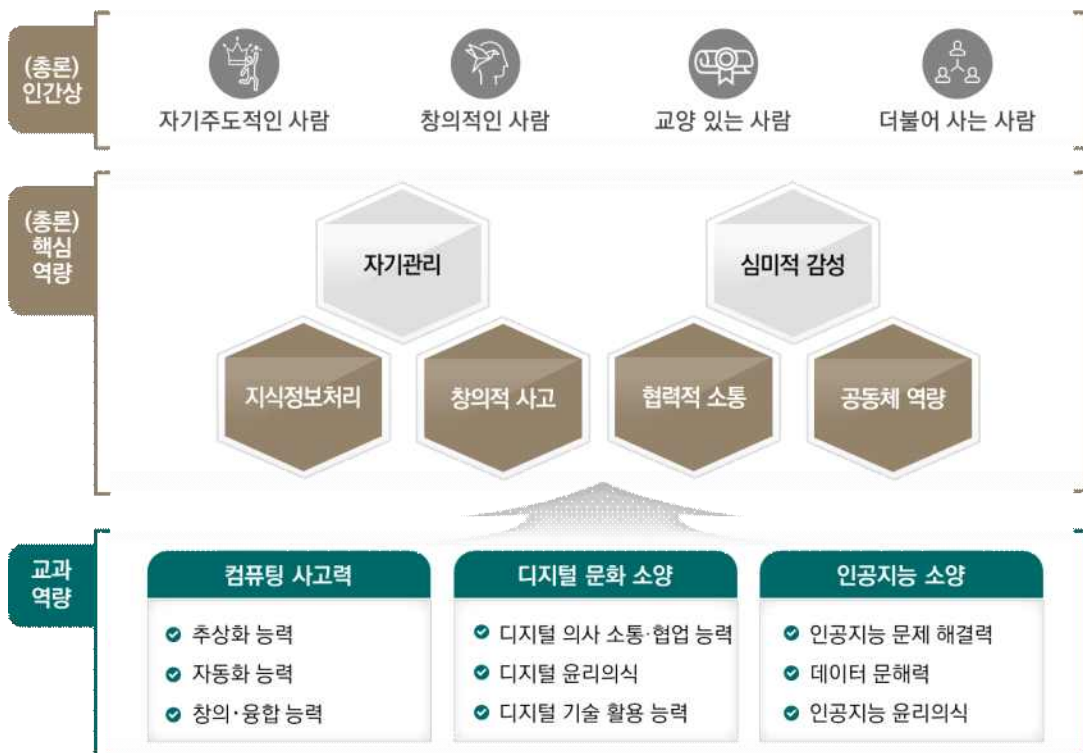 (총론)
인간상
자기주도적인 사람
창의적인 사람
교양 있는 사람
더불어 사는 사람
(총론)
핵심
역량
자기관리
심미적 감성
지식정보처리
창의적 사고
협력적 소통
공동체 역량
교과
역량
컴퓨팅 사고력
추상화 능력
자동화 능력
창의·융합 능력
디지털 문화 소양
디지털 의사 소통·협업 능력
디지털 윤리의식
디지털 기술 활용 능력
인공지능 소양
인공지능 문제 해결력
데이터 문해력
인공지능 윤리의식